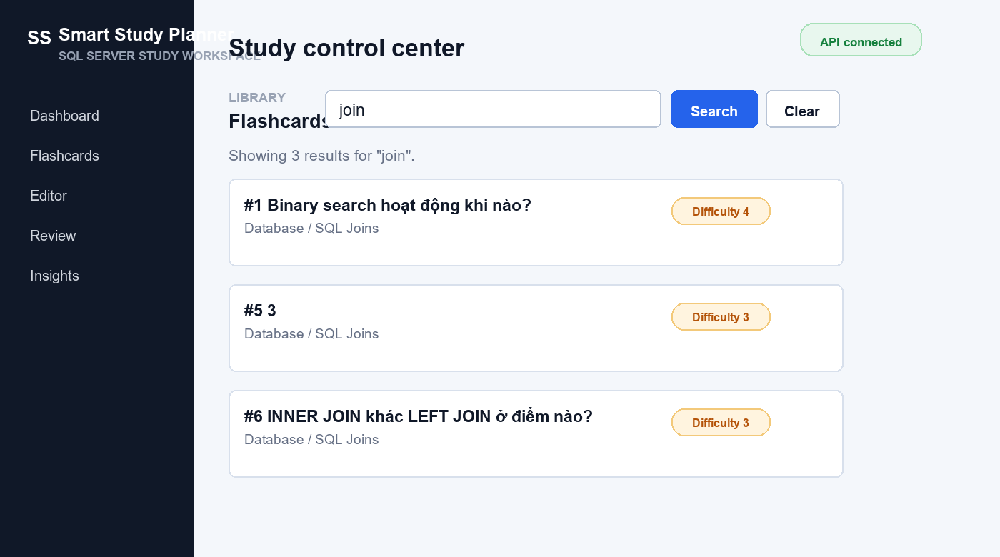 SS Smart Study Planner
SQL SERVER STUDY WORKSPACE
Dashboard
Flashcards
Editor
Review
Insights
Study control center
API connected
LIBRARY
Flashcards
join
Search
Clear
Showing 3 results for "join".
#1 Binary search hoạt động khi nào?
Database / SQL Joins
Difficulty 4
#5 3
Database / SQL Joins
Difficulty 3
#6 INNER JOIN khác LEFT JOIN ở điểm nào?
Database / SQL Joins
Difficulty 3